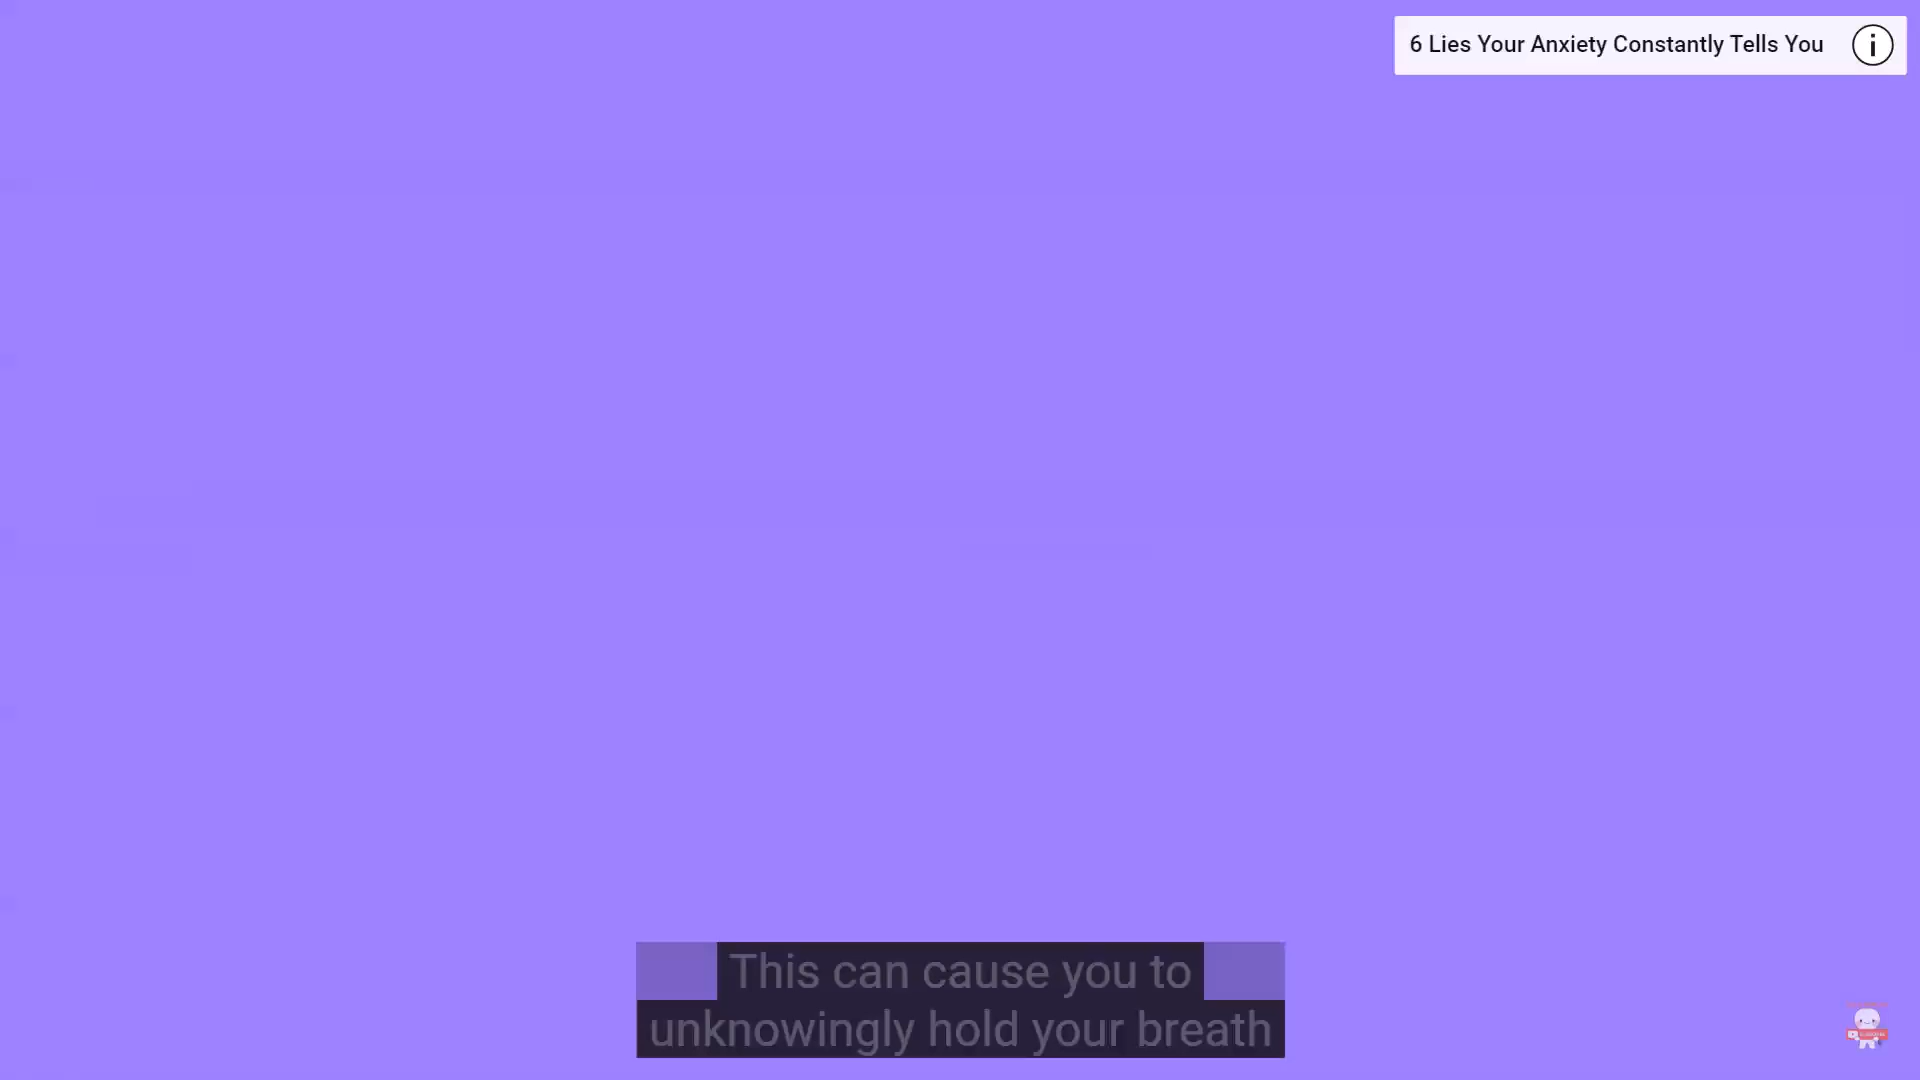 6 Lies Your Anxiety Constantly Tells You
This can cause you to
unknowingly hold your breath